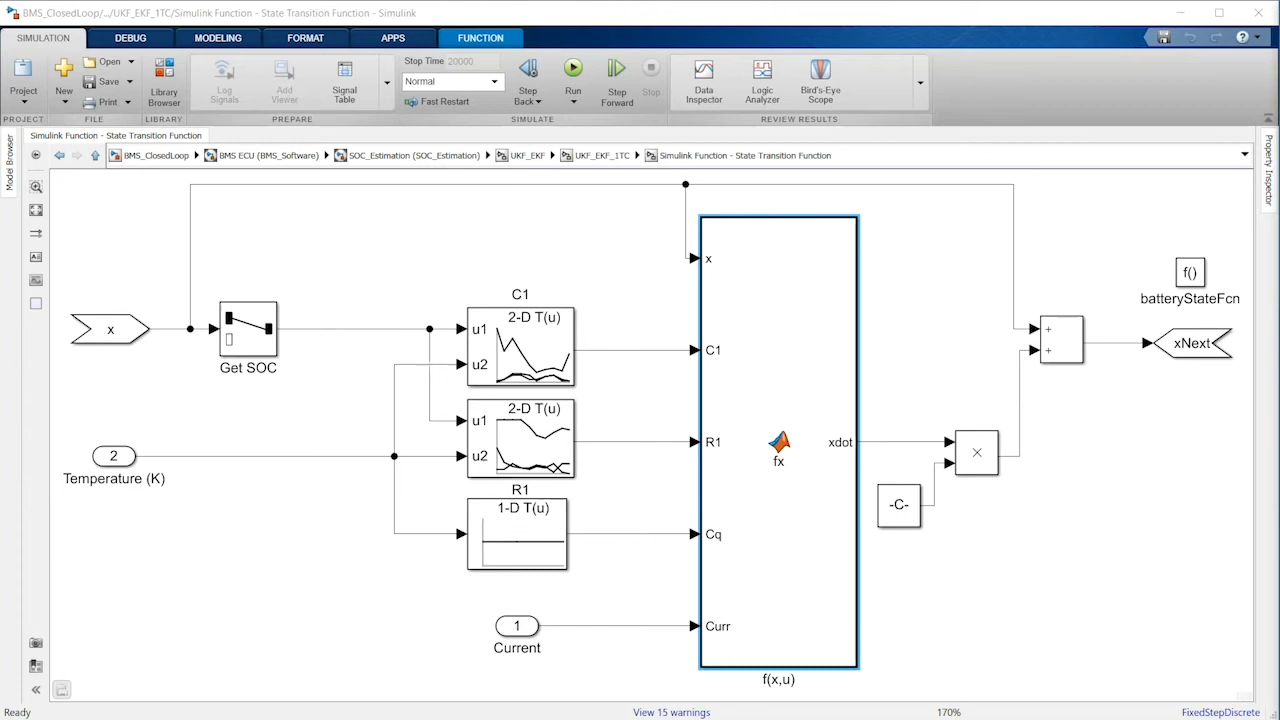 BMS_ClosedLoop/.../UKF_EKF_1TC/Simulink Function - State Transition Function - Simulink
SIMULATION DEBUG MODELING FORMAT APPS FUNCTION
Project
New
Open
Save
Print
Library Browser
Log Signals
Add Viewer
Signal Table
Stop Time 20000
Normal
Fast Restart
Step Back
Run
Step Forward
Stop
Data Inspector
Logic Analyzer
Bird's-Eye Scope
PROJECT FILE LIBRARY PREPARE SIMULATE REVIEW RESULTS
Simulink Function - State Transition Function
BMS_ClosedLoop BMS ECU (BMS_Software) SOC_Estimation (SOC_Estimation) UKF_EKF UKF_EKF_1TC Simulink Function - State Transition Function
Model Browser
Property Inspector
x
Get SOC
2
Temperature (K)
C1
2-D T(u)
u1
u2
2-D T(u)
u1
u2
R1
1-D T(u)
1
Current
x
C1
R1
Cq
Curr
fx
xdot
f(x,u)
-C-
×
+
+
f()
batteryStateFcn
xNext
Ready
View 15 warnings
170%
FixedStepDiscrete